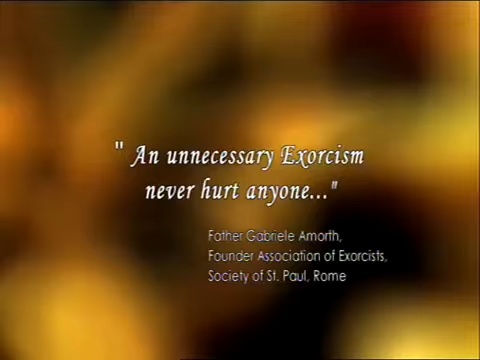 " An unnecessary Exorcism
never hurt anyone..."
Father Gabriele Amorth,
Founder Association of Exorcists,
Society of St. Paul, Rome